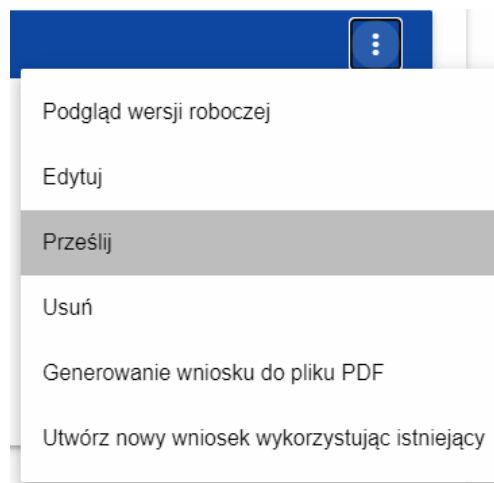 Podgląd wersji roboczej
Edytuj
Prześlij
Usuń
Generowanie wniosku do pliku PDF
Utwórz nowy wniosek wykorzystując istniejący